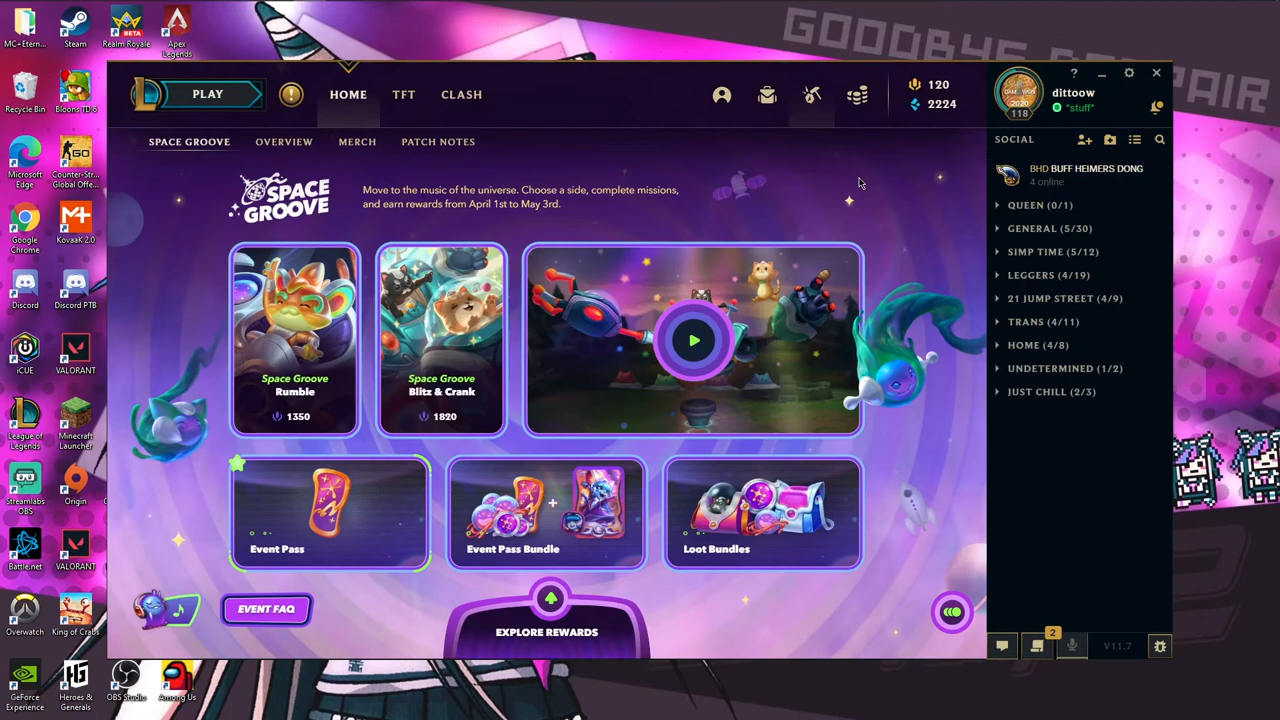 MC+Etern...
Steam
Realm Royale
Apex
Legends
Recycle Bin
Bloons TD 6
Microsoft
Edge
Counter-Str...
Global Offe...
Google
Chrome
KovaaK 2.0
Discord
Discord PTB
iCUE
VALORANT
League of
Legends
Minecraft
Launcher
Streamlabs
OBS
Origin
Battle.net
VALORANT
Overwatch
King of Crabs
GeForce
Experience
Heroes &
Generals
OBS Studio
Among Us
GOODBYE DESPAIR
PLAY
HOME
TFT
CLASH
120
2224
SPACE GROOVE
OVERVIEW
MERCH
PATCH NOTES
SPACE
GROOVE
Move to the music of the universe. Choose a side, complete missions,
and earn rewards from April 1st to May 3rd.
Space Groove
Rumble
1350
Space Groove
Blitz & Crank
1820
Event Pass
Event Pass Bundle
Loot Bundles
EVENT FAQ
EXPLORE REWARDS
2020
118
dittoow
"stuff"
SOCIAL
BHD BUFF HEIMERS DONG
4 online
QUEEN (0/1)
GENERAL (5/30)
SIMP TIME (5/12)
LEGGERS (4/19)
21 JUMP STREET (4/9)
TRANS (4/11)
HOME (4/8)
UNDETERMINED (1/2)
JUST CHILL (2/3)
2
V11.7